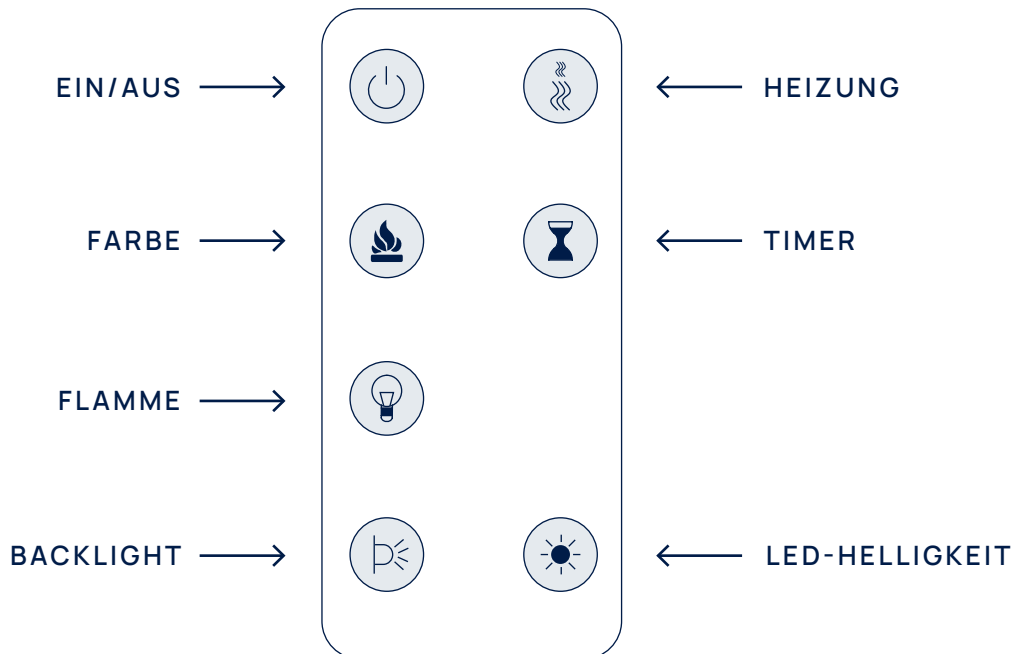 EIN/AUS
HEIZUNG
FARBE
TIMER
FLAMME
BACKLIGHT
LED-HELLIGKEIT